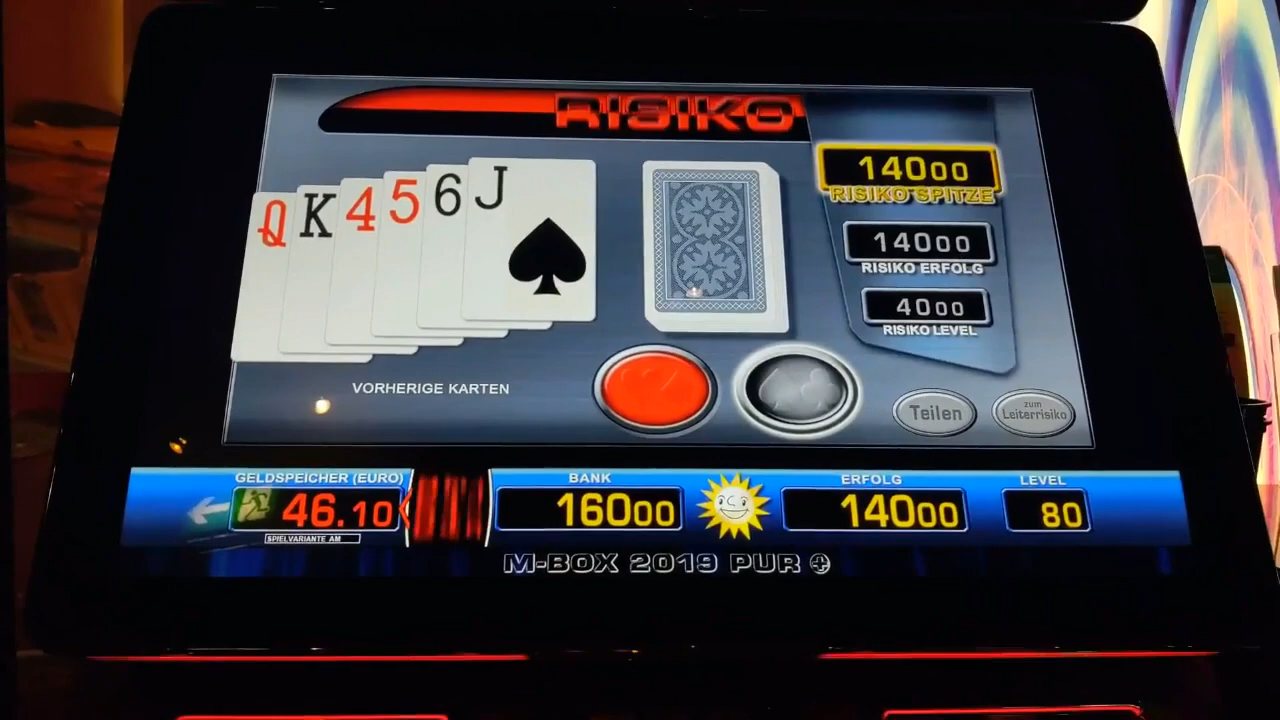 RISIKO
Q K 4 5 6 J
14000
RISIKO SPITZE
14000
RISIKO ERFOLG
4000
RISIKO LEVEL
VORHERIGE KARTEN
Teilen
zum
Leiterrisiko
GELDSPEICHER (EURO)
BANK
ERFOLG
LEVEL
46.10
16000
14000
80
SPIELVARIANTE AM
M-BOX 2019 PUR +